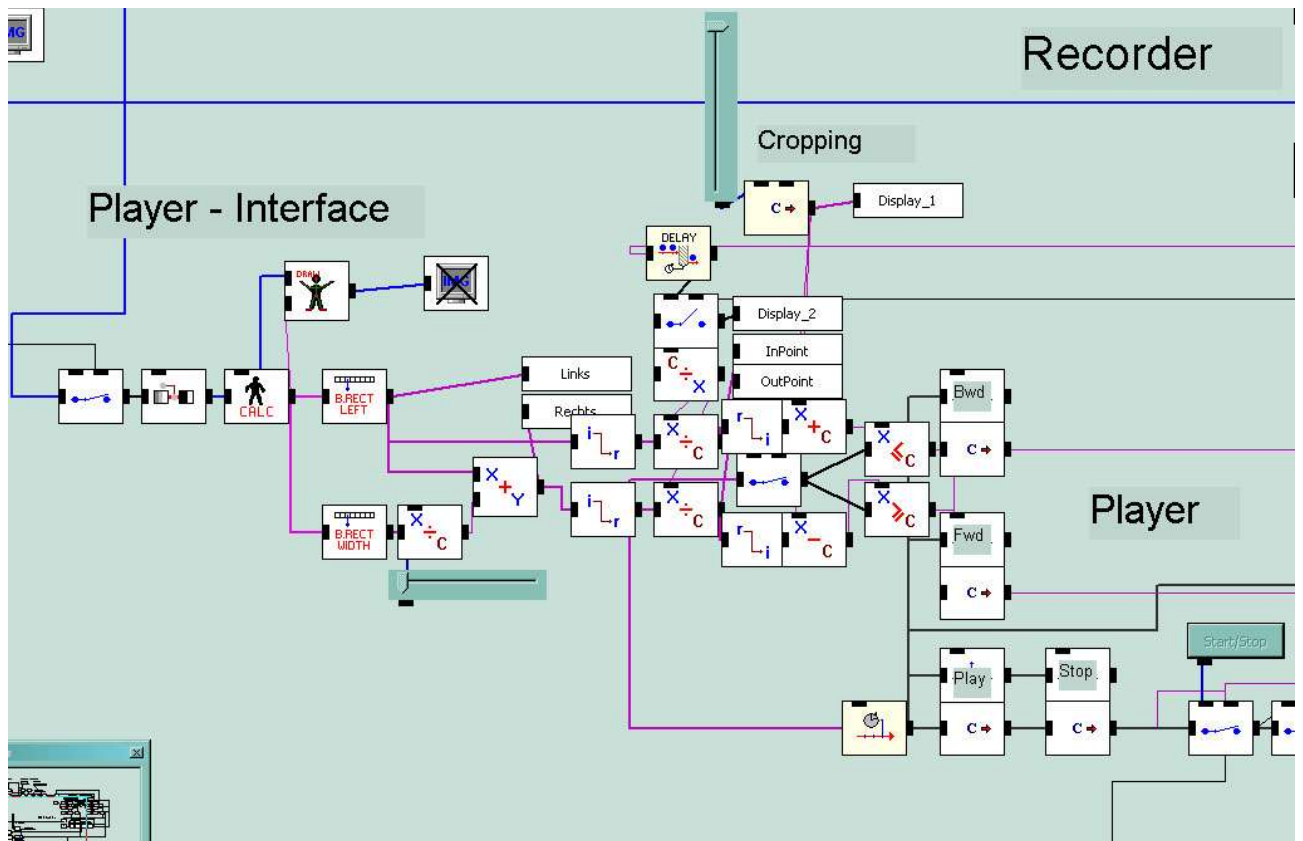 MG
Recorder
Cropping
Player - Interface
C
Display_1
DELAY
DRAW
IMG
Display_2
C ÷ X
InPoint
Links
OutPoint
Rechts
Bwd
CALC
B.RECT
LEFT
i r
X ÷ C
r i
X + C
X ≤ C
C
X + Y
i r
X ÷ C
X ≥ C
Player
B.RECT
WIDTH
X ÷ C
r i
X - C
Fwd
C
Start/Stop
Play
Stop
C
C